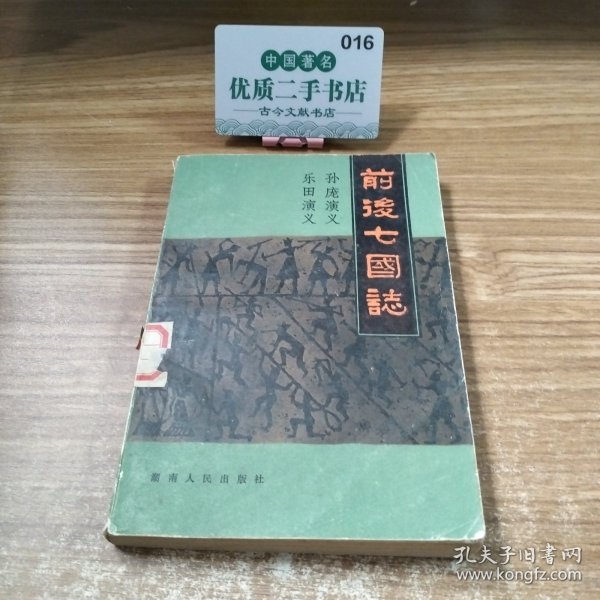 016
中国著名
优质二手书店
古今文献书店
前後七國誌
孙庞演义
乐田演义
湖南人民出版社
孔夫子旧书网
www.kongfz.com